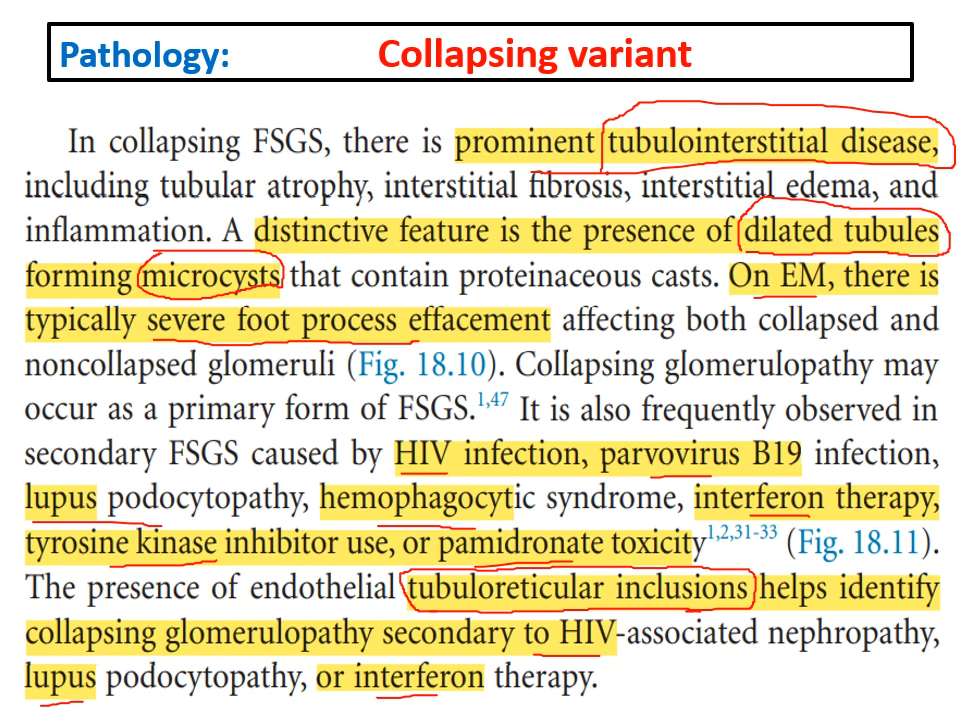 Pathology: Collapsing variant
In collapsing FSGS, there is prominent tubulointerstitial disease,
including tubular atrophy, interstitial fibrosis, interstitial edema, and
inflammation. A distinctive feature is the presence of dilated tubules
forming microcysts that contain proteinaceous casts. On EM, there is
typically severe foot process effacement affecting both collapsed and
noncollapsed glomeruli (Fig. 18.10). Collapsing glomerulopathy may
occur as a primary form of FSGS.1,47 It is also frequently observed in
secondary FSGS caused by HIV infection, parvovirus B19 infection,
lupus podocytopathy, hemophagocytic syndrome, interferon therapy,
tyrosine kinase inhibitor use, or pamidronate toxicity1,2,31-33 (Fig. 18.11).
The presence of endothelial tubuloreticular inclusions helps identify
collapsing glomerulopathy secondary to HIV-associated nephropathy,
lupus podocytopathy, or interferon therapy.